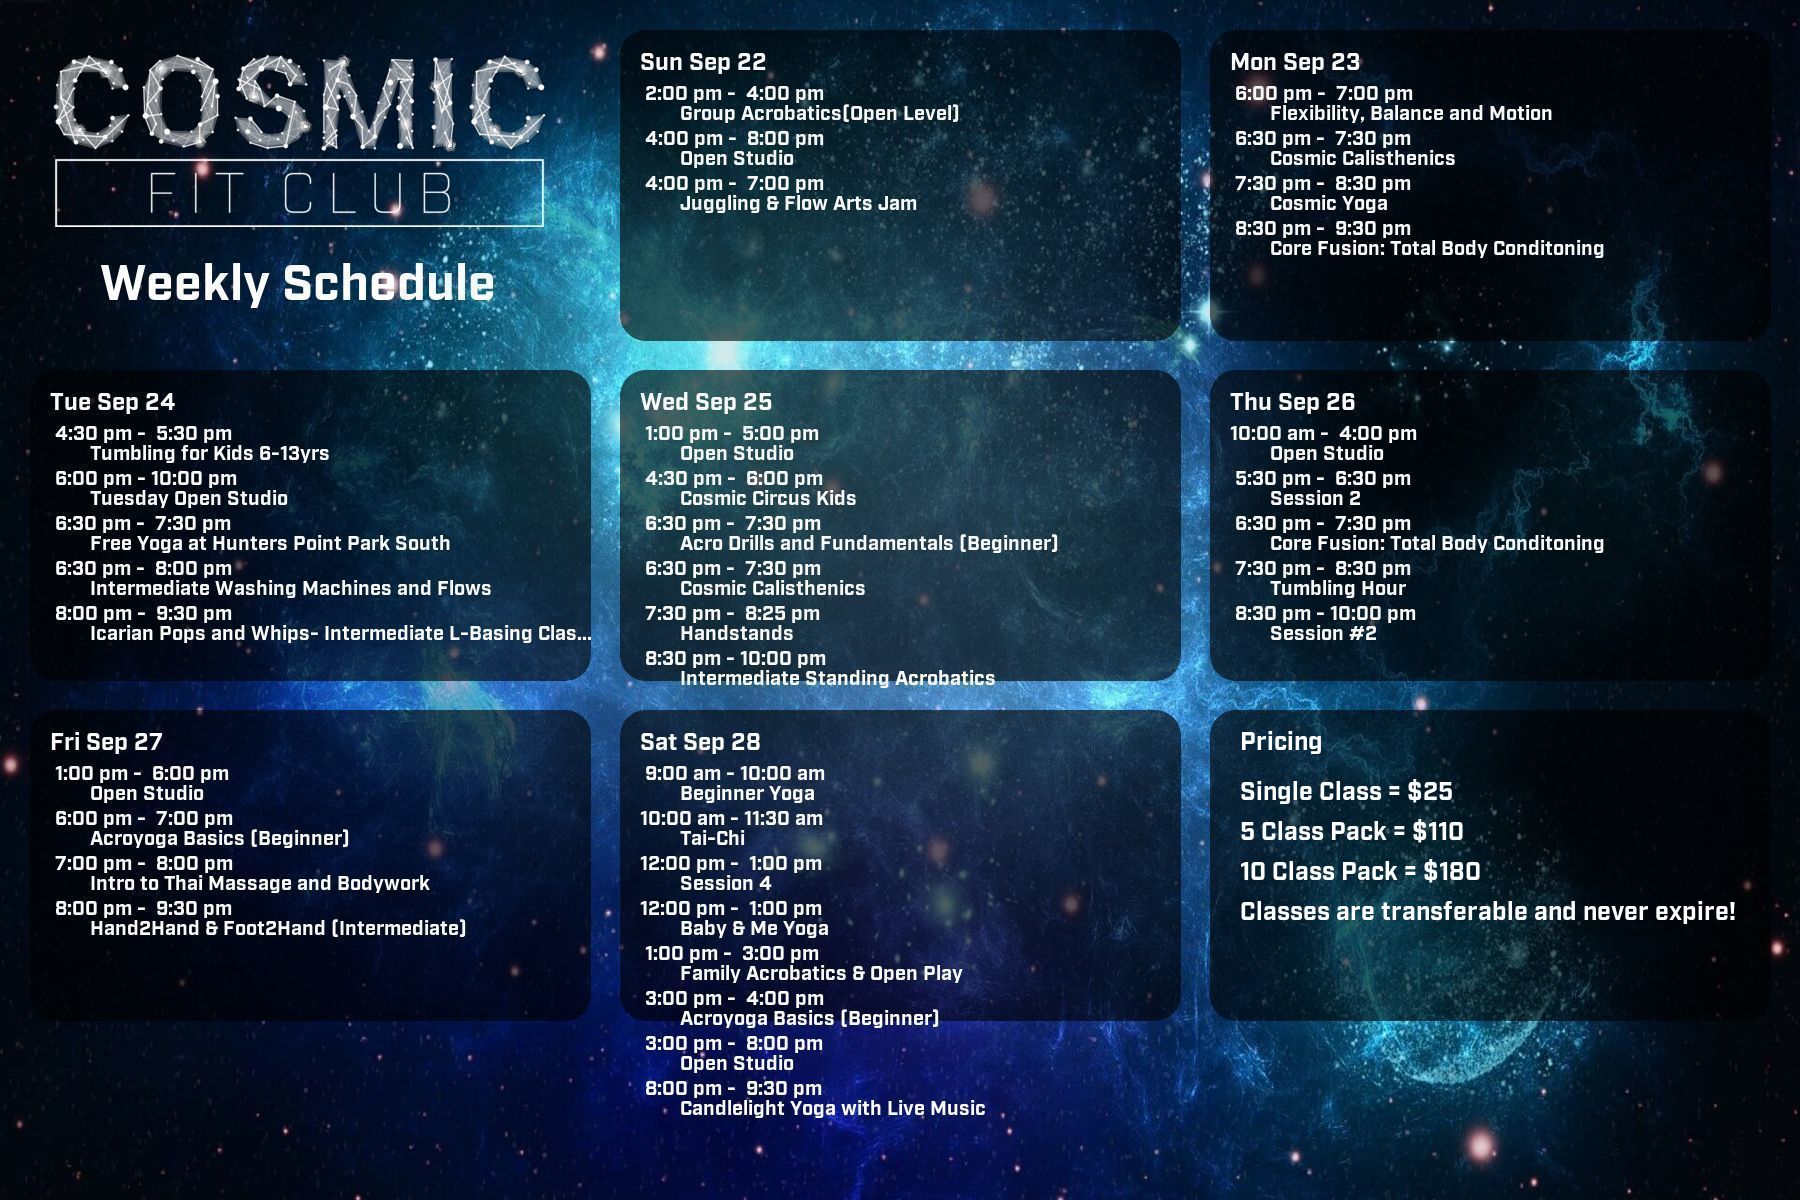 COSMIC
FIT CLUB
Weekly Schedule
Sun Sep 22
2:00 pm - 4:00 pm
Group Acrobatics(Open Level)
4:00 pm - 8:00 pm
Open Studio
4:00 pm - 7:00 pm
Juggling & Flow Arts Jam
Mon Sep 23
6:00 pm - 7:00 pm
Flexibility, Balance and Motion
6:30 pm - 7:30 pm
Cosmic Calisthenics
7:30 pm - 8:30 pm
Cosmic Yoga
8:30 pm - 9:30 pm
Core Fusion: Total Body Conditoning
Tue Sep 24
4:30 pm - 5:30 pm
Tumbling for Kids 6-13yrs
6:00 pm - 10:00 pm
Tuesday Open Studio
6:30 pm - 7:30 pm
Free Yoga at Hunters Point Park South
6:30 pm - 8:00 pm
Intermediate Washing Machines and Flows
8:00 pm - 9:30 pm
Icarian Pops and Whips- Intermediate L-Basing Clas...
Wed Sep 25
1:00 pm - 5:00 pm
Open Studio
4:30 pm - 6:00 pm
Cosmic Circus Kids
6:30 pm - 7:30 pm
Acro Drills and Fundamentals (Beginner)
6:30 pm - 7:30 pm
Cosmic Calisthenics
7:30 pm - 8:25 pm
Handstands
8:30 pm - 10:00 pm
Intermediate Standing Acrobatics
Thu Sep 26
10:00 am - 4:00 pm
Open Studio
5:30 pm - 6:30 pm
Session 2
6:30 pm - 7:30 pm
Core Fusion: Total Body Conditoning
7:30 pm - 8:30 pm
Tumbling Hour
8:30 pm - 10:00 pm
Session #2
Fri Sep 27
1:00 pm - 6:00 pm
Open Studio
6:00 pm - 7:00 pm
Acroyoga Basics (Beginner)
7:00 pm - 8:00 pm
Intro to Thai Massage and Bodywork
8:00 pm - 9:30 pm
Hand2Hand & Foot2Hand (Intermediate)
Sat Sep 28
9:00 am - 10:00 am
Beginner Yoga
10:00 am - 11:30 am
Tai-Chi
12:00 pm - 1:00 pm
Session 4
12:00 pm - 1:00 pm
Baby & Me Yoga
1:00 pm - 3:00 pm
Family Acrobatics & Open Play
3:00 pm - 4:00 pm
Acroyoga Basics (Beginner)
3:00 pm - 8:00 pm
Open Studio
8:00 pm - 9:30 pm
Candlelight Yoga with Live Music
Pricing
Single Class = $25
5 Class Pack = $110
10 Class Pack = $180
Classes are transferable and never expire!